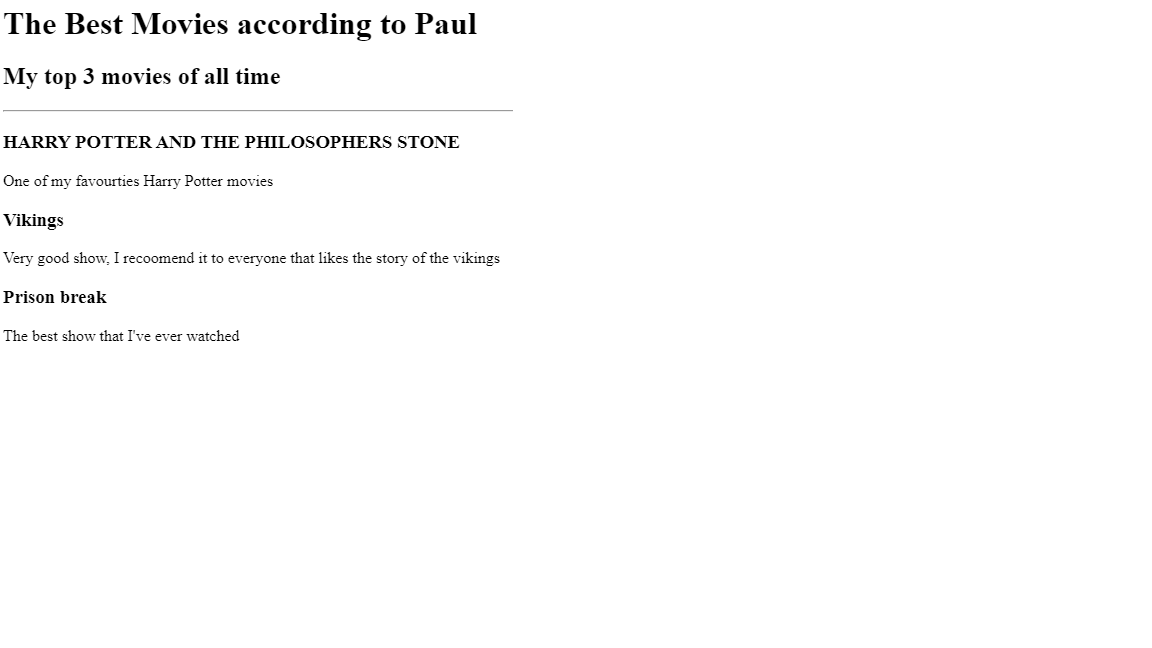 The Best Movies according to Paul
My top 3 movies of all time
HARRY POTTER AND THE PHILOSOPHERS STONE
One of my favourties Harry Potter movies
Vikings
Very good show, I recoomend it to everyone that likes the story of the vikings
Prison break
The best show that I've ever watched